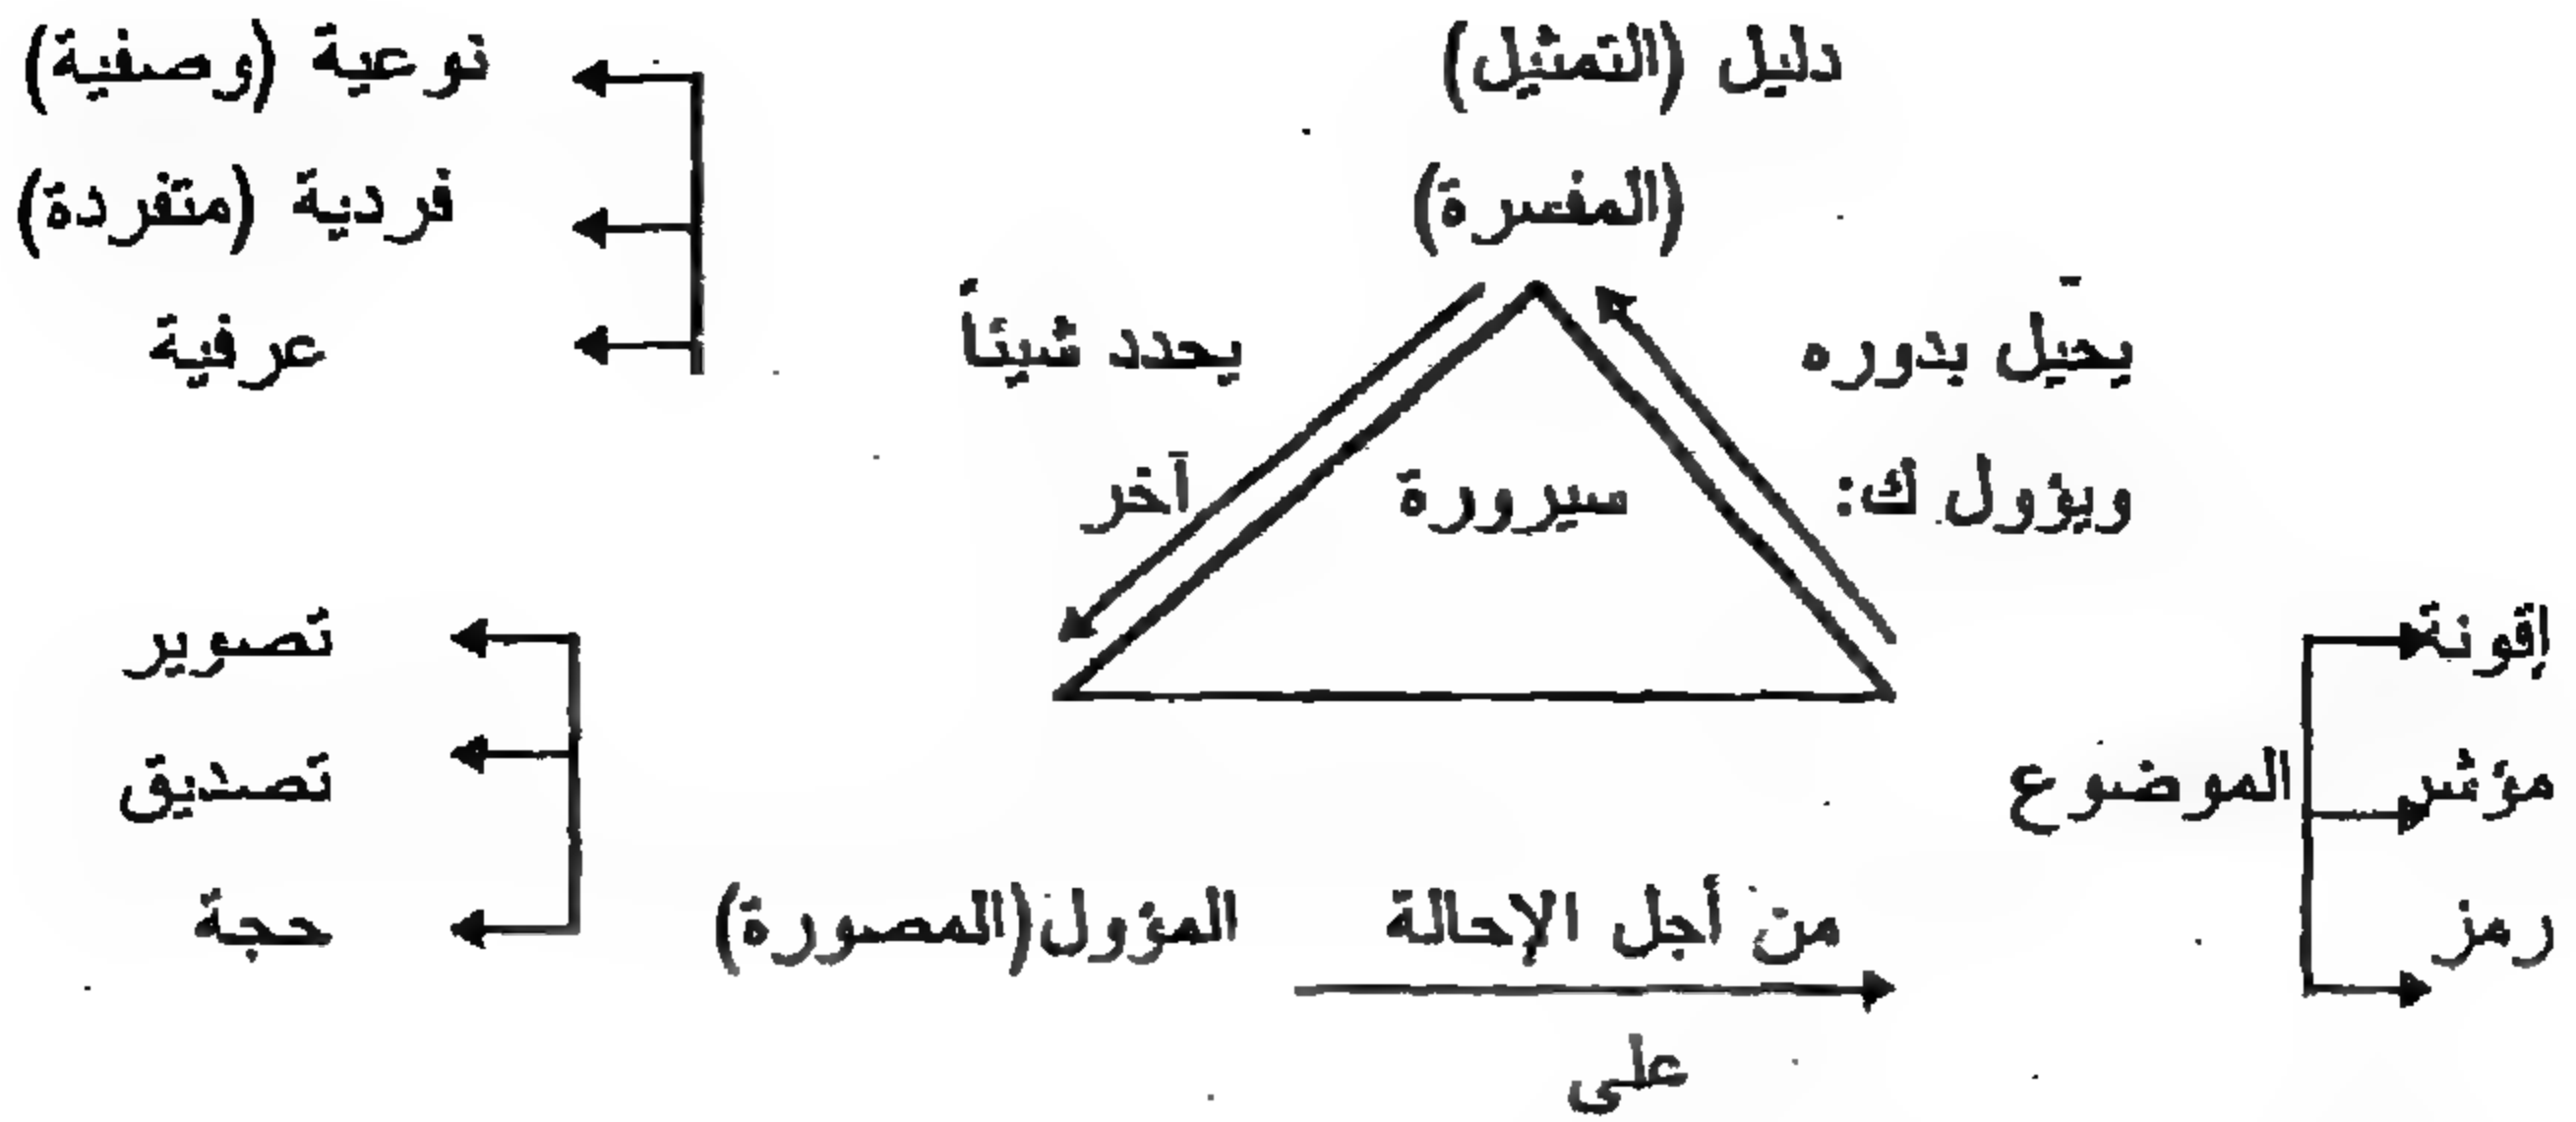 دليل (التمثيل)
(المفسرة)
نوعية (وصفية)
فردية (متفردة)
عرفية
يحيل بدوره
ويؤول ك:
سيرورة
يحدد شيئاً
آخر
إقونة
مؤشر
رمز
الموضوع
من أجل الإحالة
على
المؤول(المصورة)
تصوير
تصديق
حجة